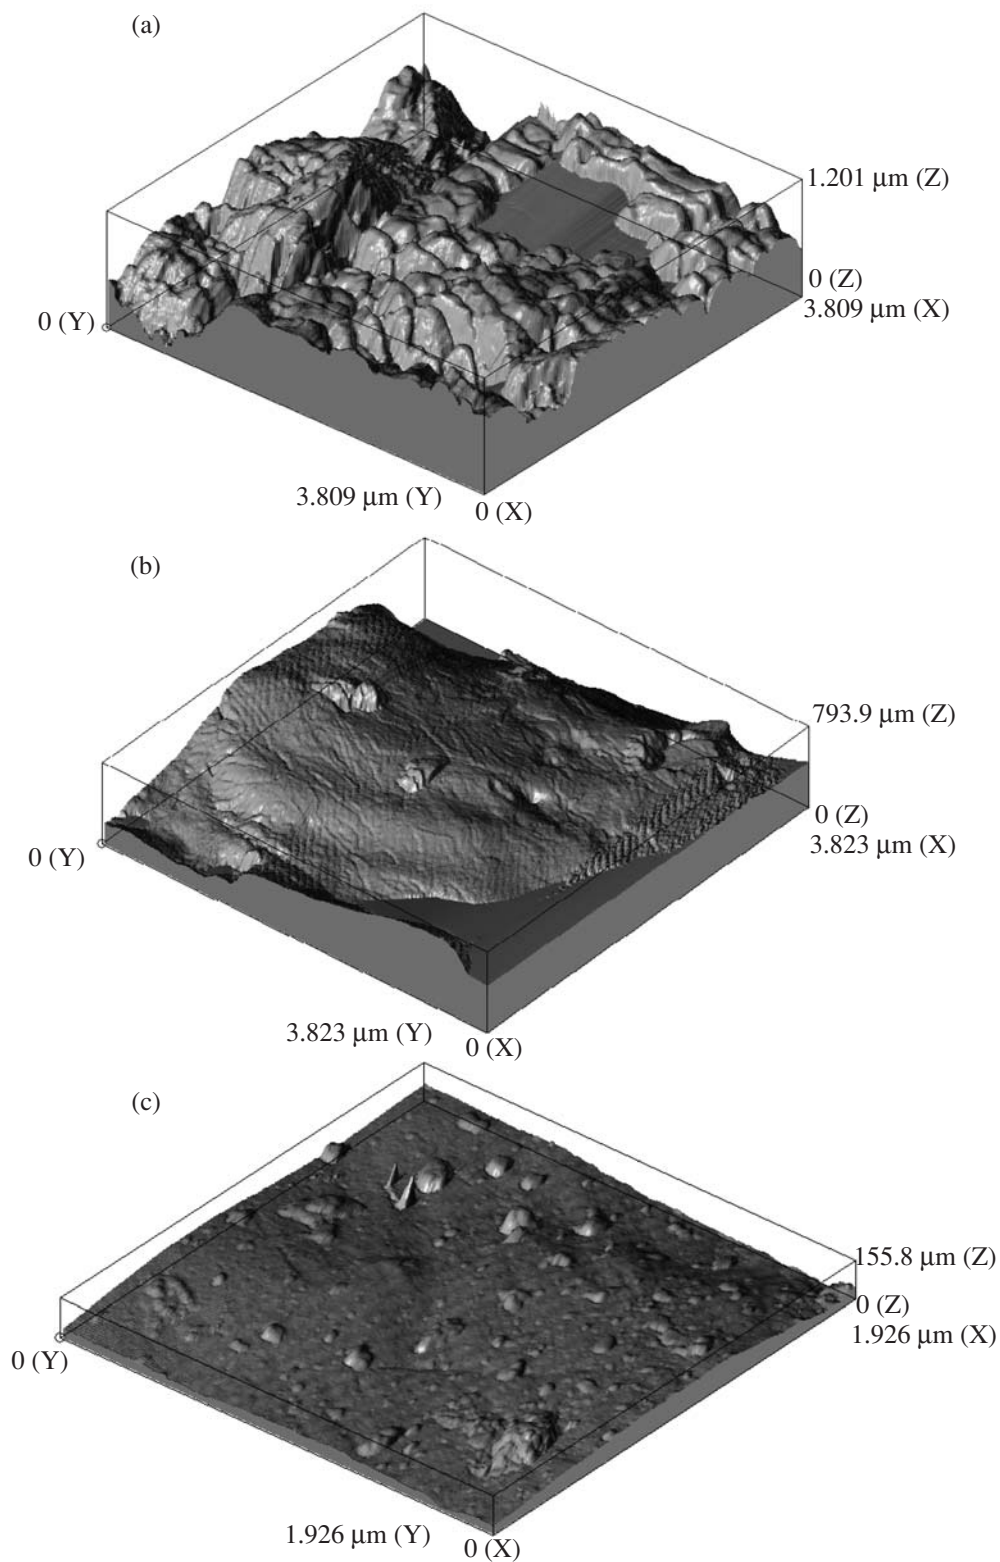 (a)
1.201 μm (Z)
0 (Z)
3.809 μm (X)
0 (Y)
3.809 μm (Y)
0 (X)
(b)
793.9 μm (Z)
0 (Z)
3.823 μm (X)
0 (Y)
3.823 μm (Y)
0 (X)
(c)
155.8 μm (Z)
0 (Z)
1.926 μm (X)
0 (Y)
1.926 μm (Y)
0 (X)